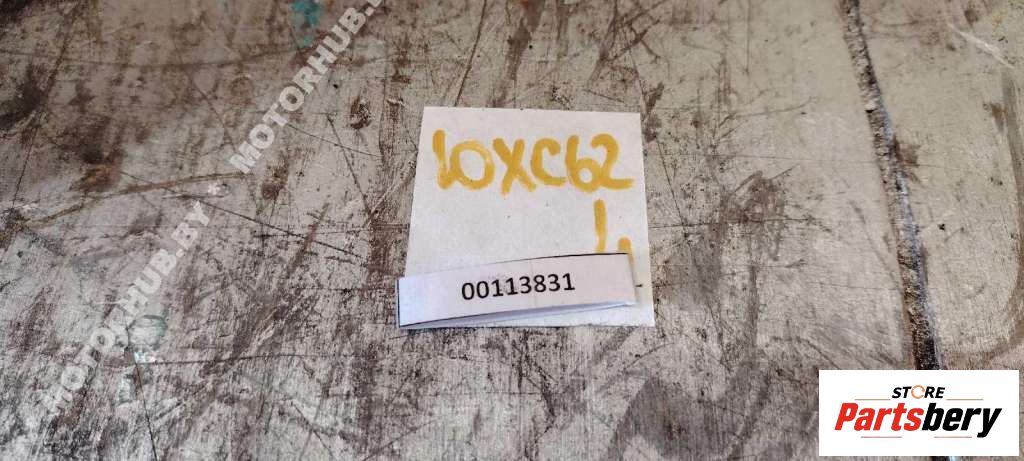 MOTORHUB.BY
MOTORHUB.BY
10XC62
00113831
STORE
Partsbery